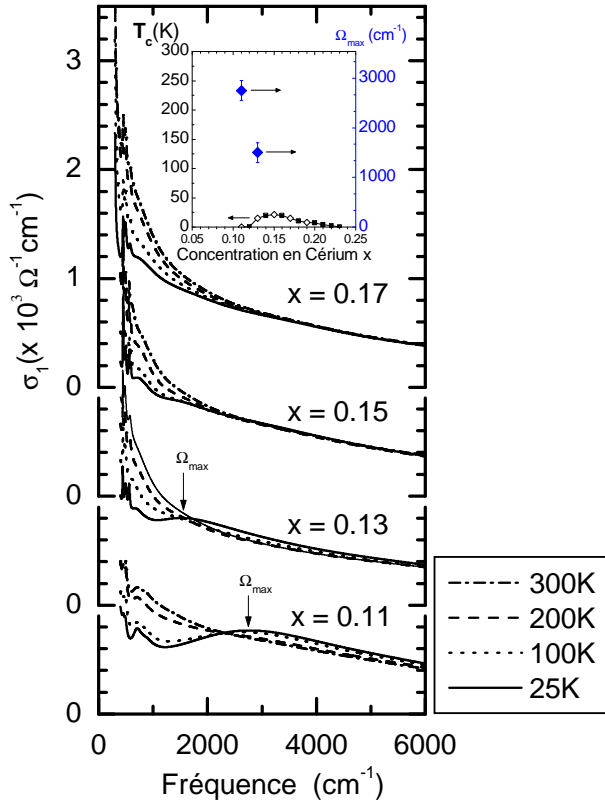 T_c(K)
Ω_max (cm⁻¹)
300
250
200
150
100
50
0
3000
2000
1000
0
0.05 0.10 0.15 0.20 0.25
Concentration en Cérium x
3
2
1
0
0
0
0
σ₁(x 10³ Ω⁻¹cm⁻¹)
x = 0.17
x = 0.15
Ω_max
x = 0.13
Ω_max
x = 0.11
300K
200K
100K
25K
0 2000 4000 6000
Fréquence (cm⁻¹)